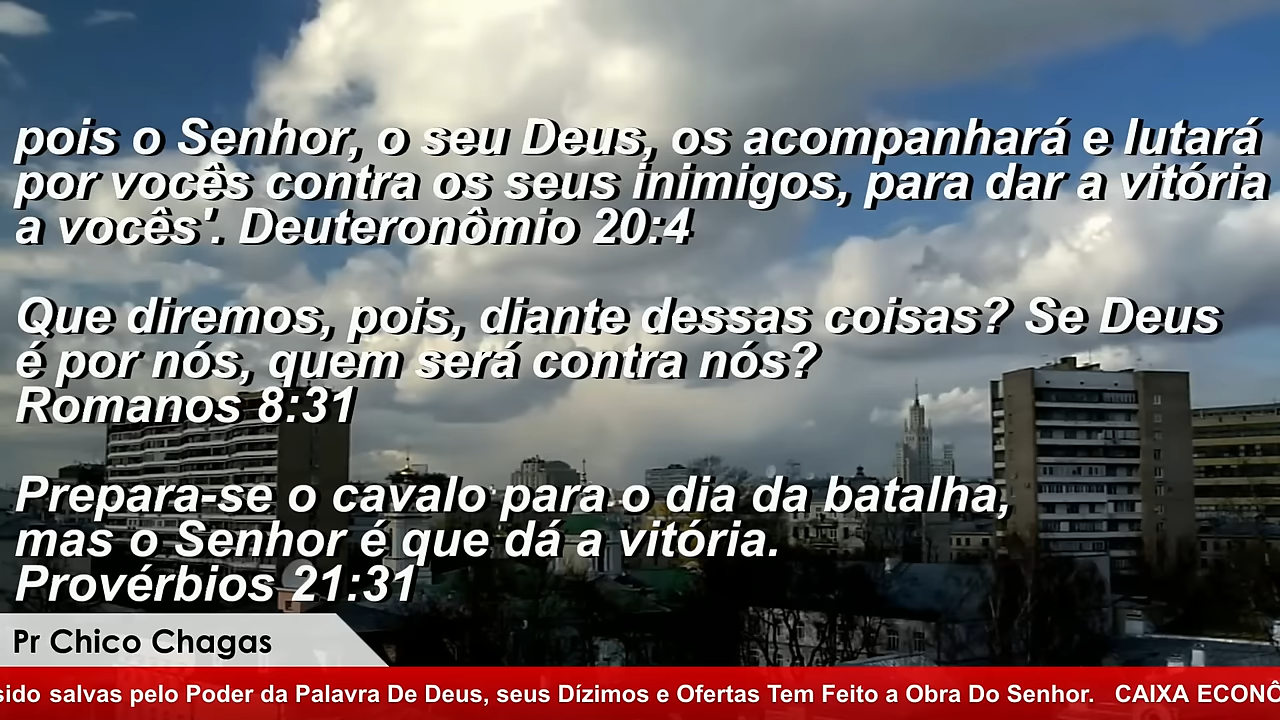 pois o Senhor, o seu Deus, os acompanhará e lutará
por vocês contra os seus inimigos, para dar a vitória
a vocês'. Deuteronômio 20:4
Que diremos, pois, diante dessas coisas? Se Deus
é por nós, quem será contra nós?
Romanos 8:31
Prepara-se o cavalo para o dia da batalha,
mas o Senhor é que dá a vitória.
Provérbios 21:31
Pr Chico Chagas
sido salvas pelo Poder da Palavra De Deus, seus Dízimos e Ofertas Tem Feito a Obra Do Senhor. CAIXA ECONÔ